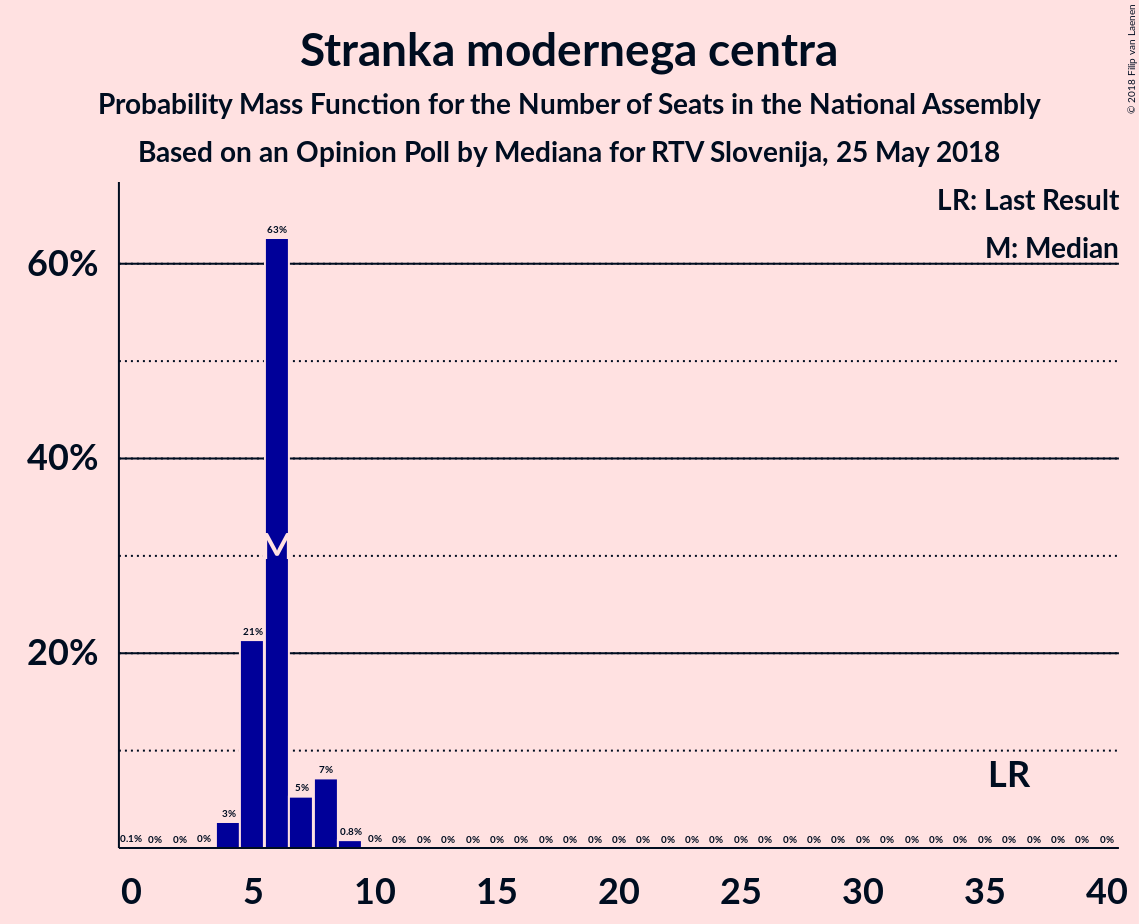 Stranka modernega centra
Probability Mass Function for the Number of Seats in the National Assembly
Based on an Opinion Poll by Mediana for RTV Slovenija, 25 May 2018
© 2018 Filip van Laenen
LR: Last Result
M: Median
60%
40%
20%
63%
M
21%
3%
5%
7%
0.8%
LR
0.1% 0% 0% 0% 0% 0% 0% 0% 0% 0% 0% 0% 0% 0% 0% 0% 0% 0% 0% 0% 0% 0% 0% 0% 0% 0% 0% 0% 0% 0% 0% 0% 0% 0% 0%
0 5 10 15 20 25 30 35 40